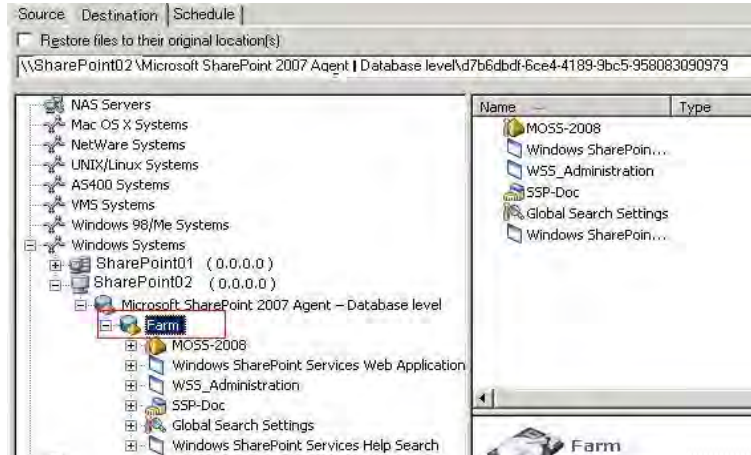 Source Destination Schedule
Restore files to their original location(s)
\\SharePoint02\Microsoft SharePoint 2007 Agent | Database level\d7b6dbdf-6ce4-4189-9bc5-958083090979
NAS Servers
Mac OS X Systems
NetWare Systems
UNIX/Linux Systems
AS400 Systems
VMS Systems
Windows 98/Me Systems
Windows Systems
SharePoint01 (0.0.0.0)
SharePoint02 (0.0.0.0)
Microsoft SharePoint 2007 Agent – Database level
Farm
MOSS-2008
Windows SharePoint Services Web Application
WSS_Administration
SSP-Doc
Global Search Settings
Windows SharePoint Services Help Search
Name Type
MOSS-2008
Windows SharePoin...
WSS_Administration
SSP-Doc
Global Search Settings
Windows SharePoin...
Farm